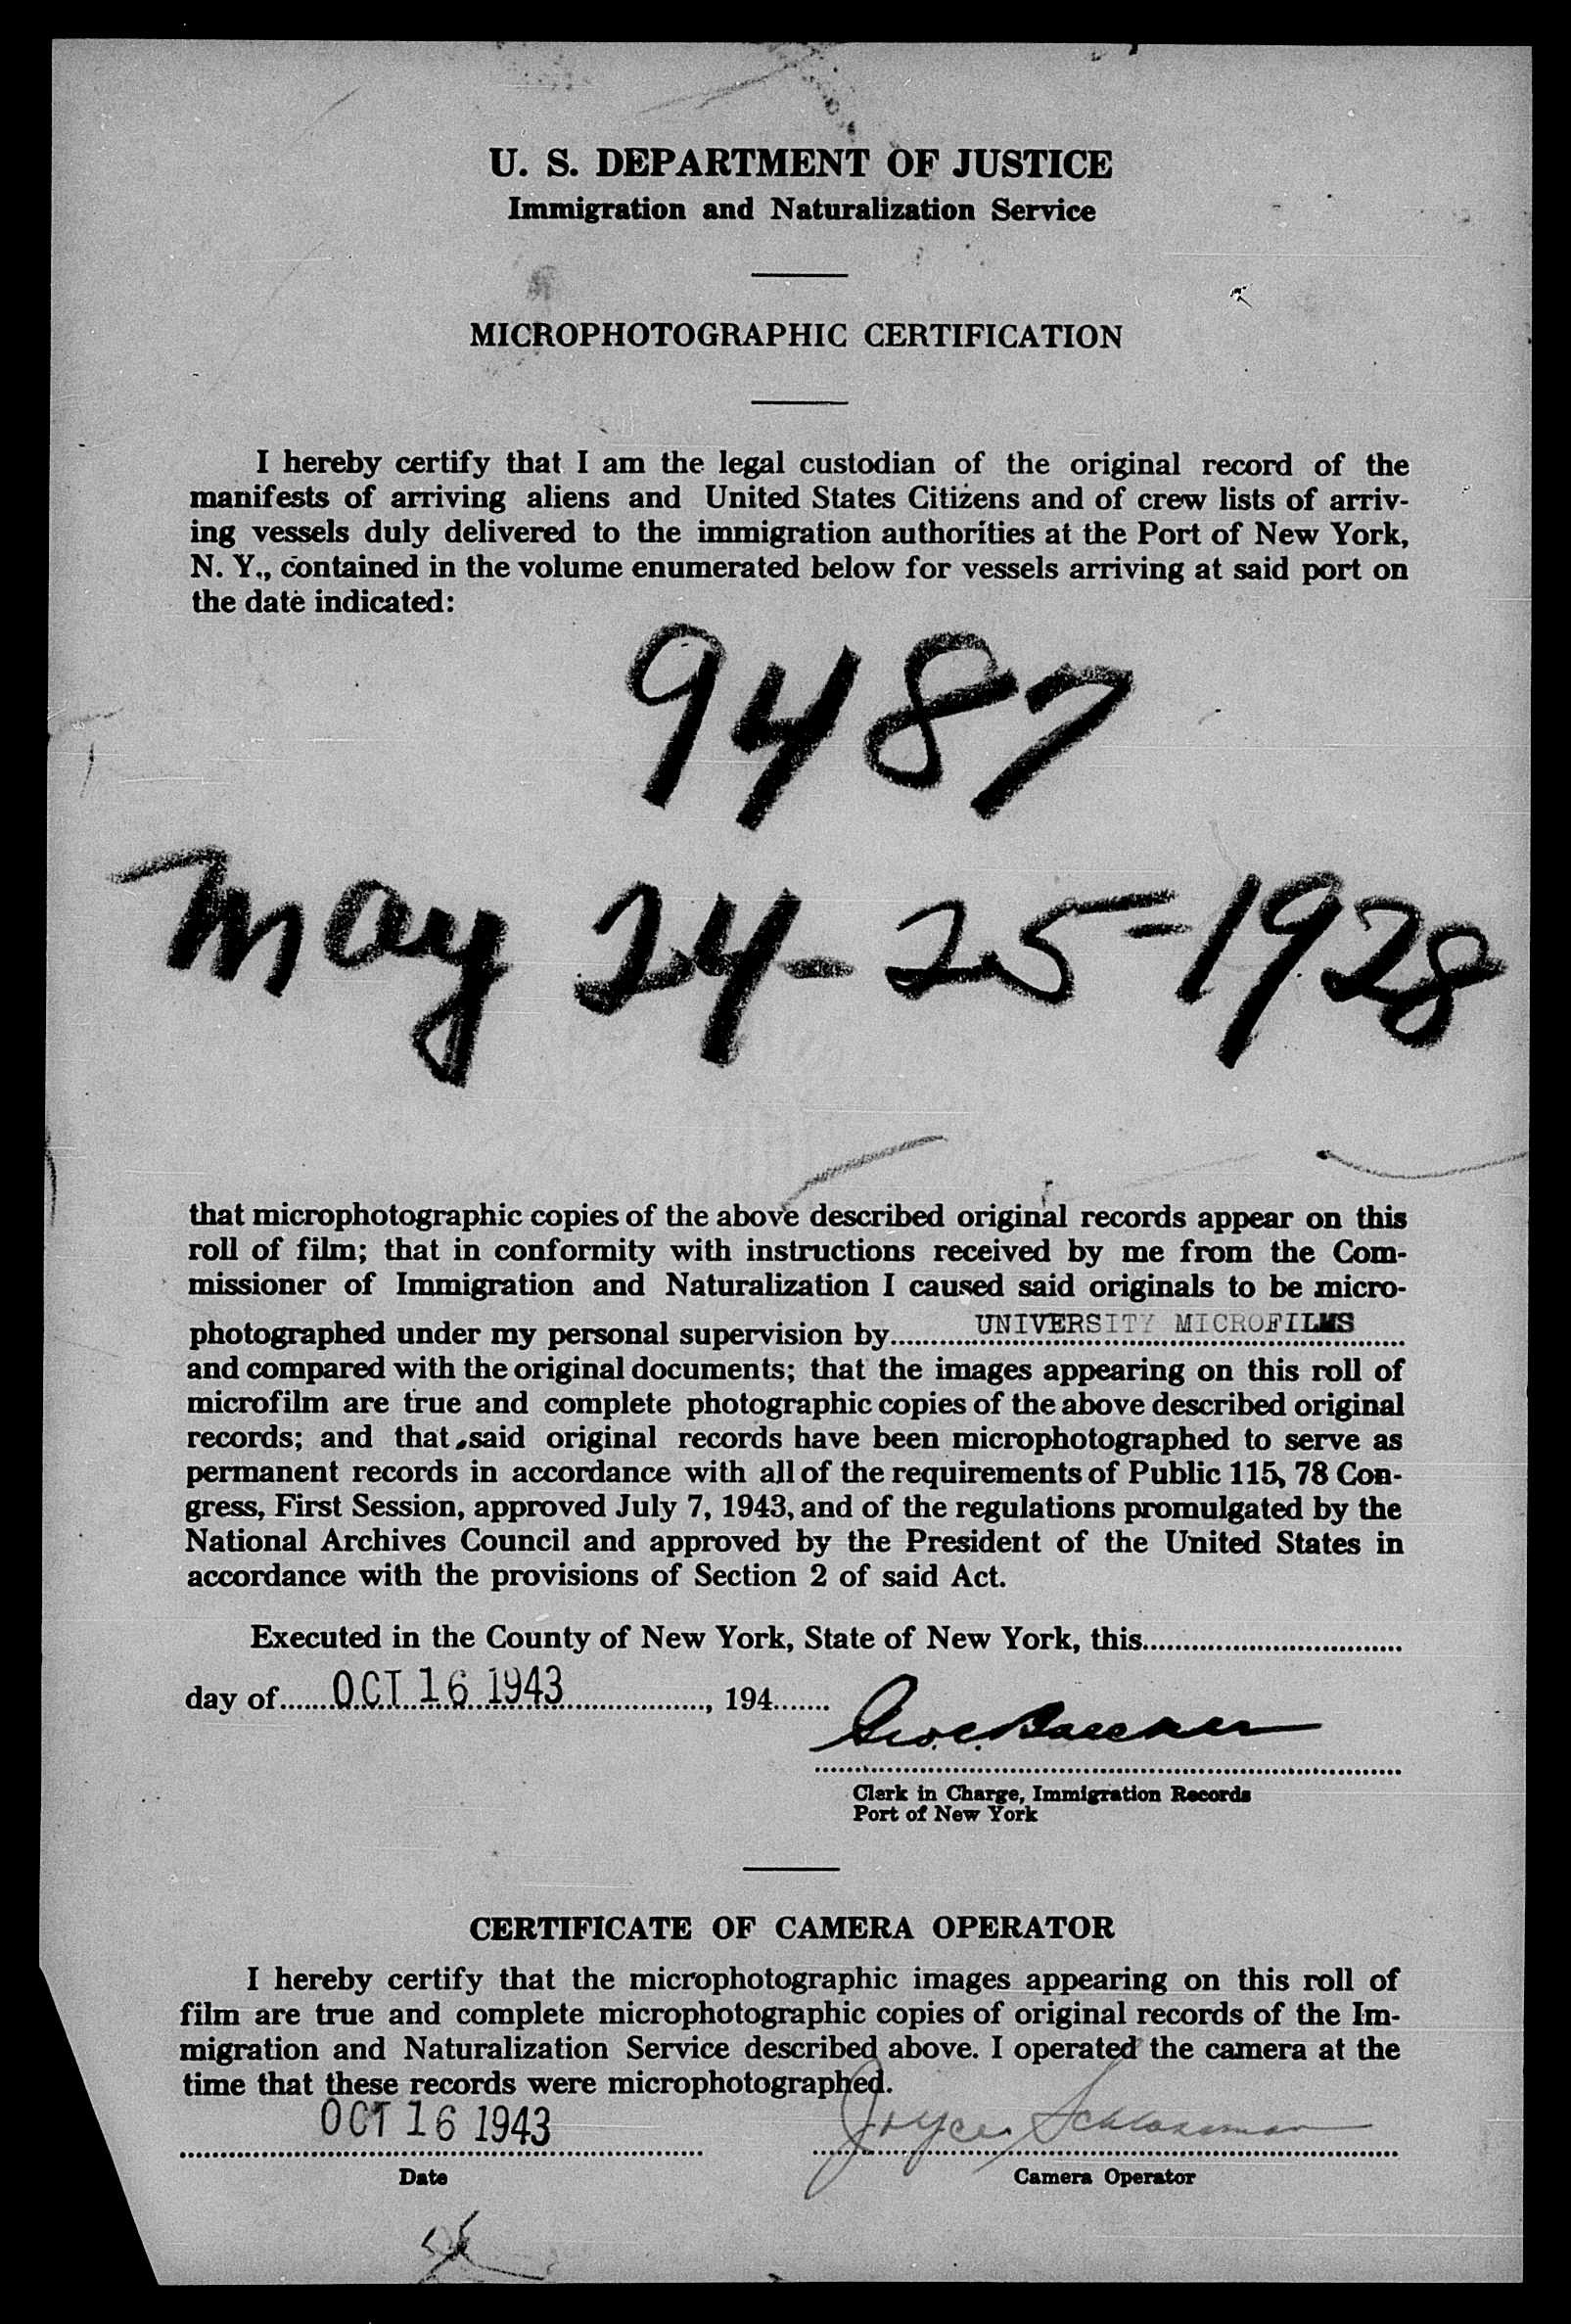 U. S. DEPARTMENT OF JUSTICE
Immigration and Naturalization Service
MICROPHOTOGRAPHIC CERTIFICATION
I hereby certify that I am the legal custodian of the original record of the
manifests of arriving aliens and United States Citizens and of crew lists of arriv-
ing vessels duly delivered to the immigration authorities at the Port of New York,
N. Y., contained in the volume enumerated below for vessels arriving at said port on
the date indicated:
9487
May 24-25-1928
that microphotographic copies of the above described original records appear on this
roll of film; that in conformity with instructions received by me from the Com-
missioner of Immigration and Naturalization I caused said originals to be micro-
photographed under my personal supervision by UNIVERSITY MICROFILMS
and compared with the original documents; that the images appearing on this roll of
microfilm are true and complete photographic copies of the above described original
records; and that said original records have been microphotographed to serve as
permanent records in accordance with all of the requirements of Public 115, 78 Con-
gress, First Session, approved July 7, 1943, and of the regulations promulgated by the
National Archives Council and approved by the President of the United States in
accordance with the provisions of Section 2 of said Act.
Executed in the County of New York, State of New York, this
day of OCT 16 1943, 194
Clerk in Charge, Immigration Records
Port of New York
CERTIFICATE OF CAMERA OPERATOR
I hereby certify that the microphotographic images appearing on this roll of
film are true and complete microphotographic copies of original records of the Im-
migration and Naturalization Service described above. I operated the camera at the
time that these records were microphotographed.
OCT 16 1943 Joyce Schlossman
Date Camera Operator